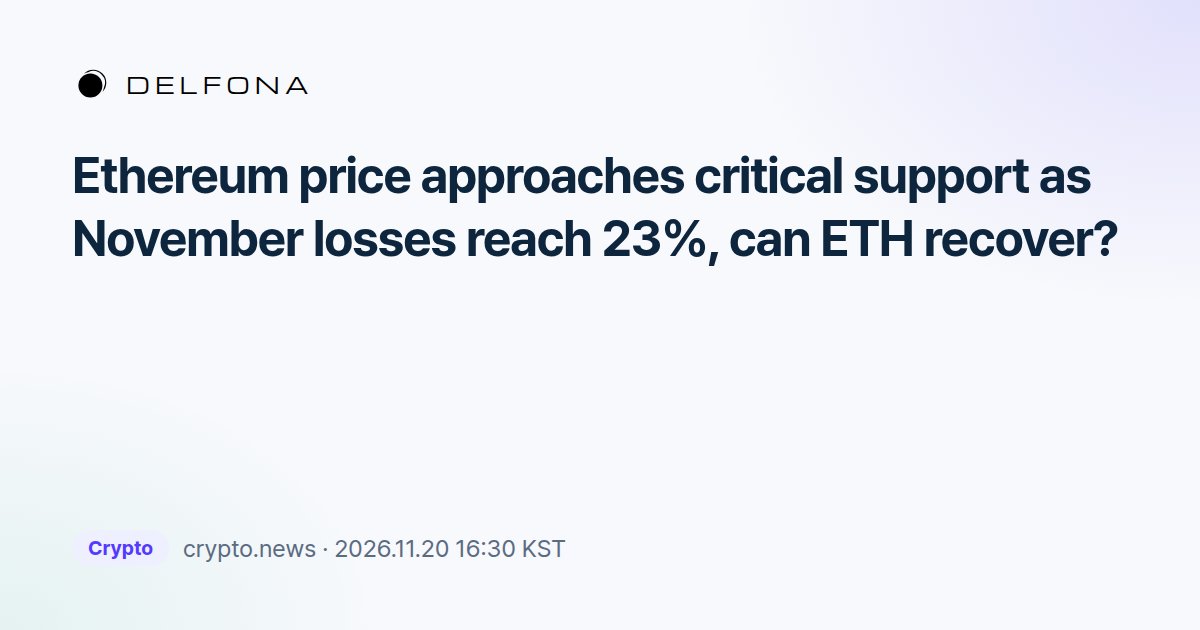 DELFONA
Ethereum price approaches critical support as
November losses reach 23%, can ETH recover?
Crypto crypto.news · 2026.11.20 16:30 KST